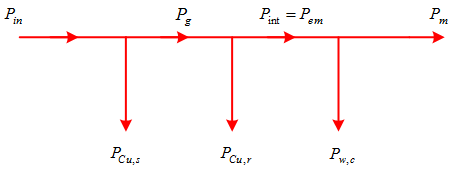 P_in P_g P_int = P_em P_m
P_Cu,s P_Cu,r P_w,c